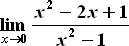 lim x→0 (x² − 2x + 1)/(x² − 1)